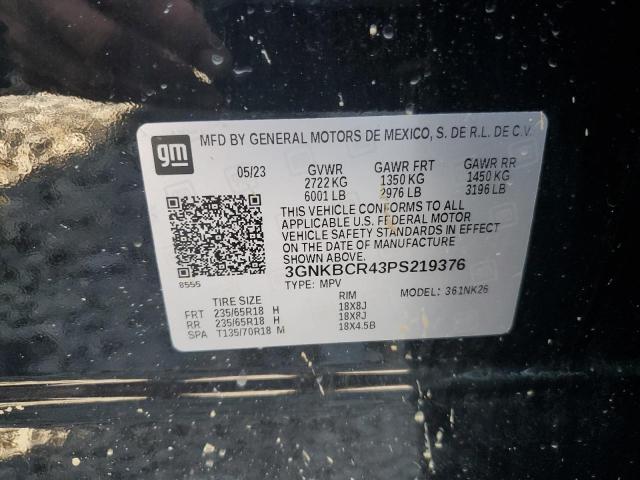 gm
MFD BY GENERAL MOTORS DE MEXICO, S. DE R.L. DE C.V.
05/23 GVWR GAWR FRT GAWR RR
2722 KG 1350 KG 1450 KG
6001 LB 2976 LB 3196 LB
THIS VEHICLE CONFORMS TO ALL
APPLICABLE U.S. FEDERAL MOTOR
VEHICLE SAFETY STANDARDS IN EFFECT
ON THE DATE OF MANUFACTURE
SHOWN ABOVE.
8555 3GNKBCR43PS219376
TYPE: MPV MODEL: 361NK26
TIRE SIZE RIM
FRT 235/65R18 H 18X8J
RR 235/65R18 H 18X8J
SPA T135/70R18 M 18X4.5B